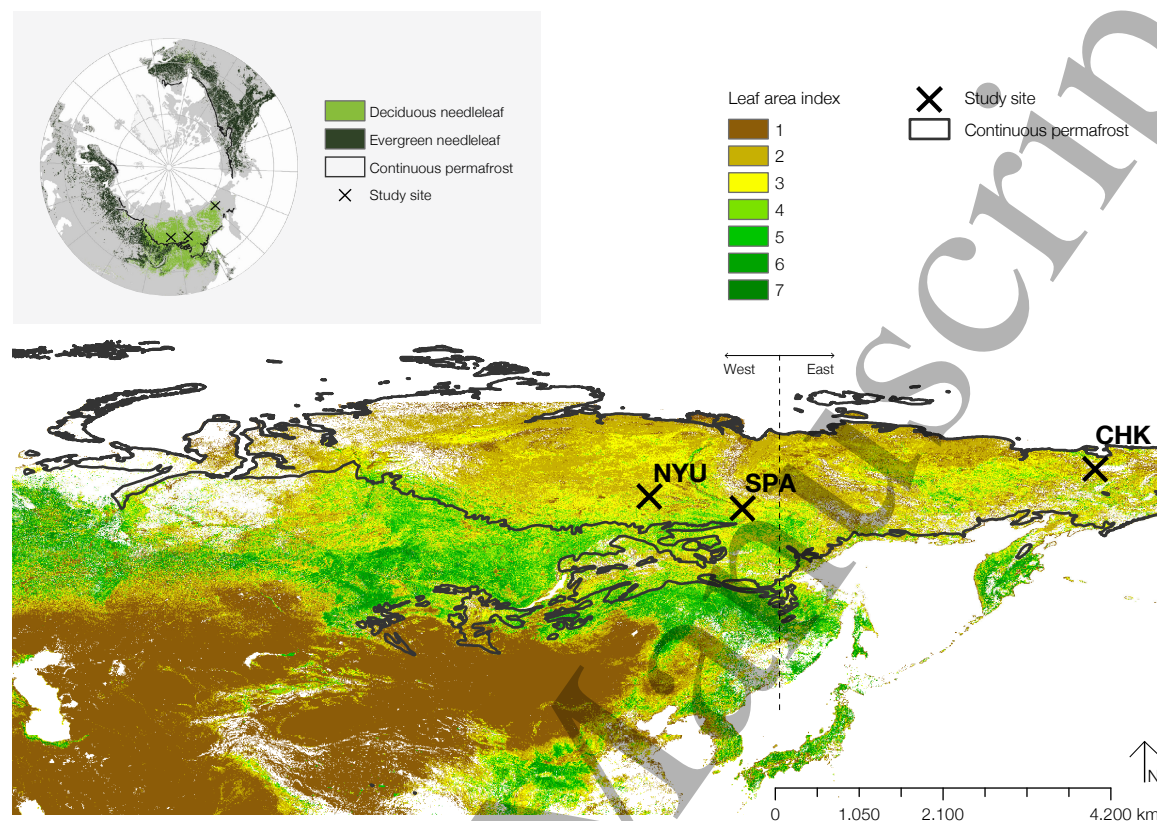 Deciduous needleleaf
Evergreen needleleaf
Continuous permafrost
Study site
Leaf area index
1
2
3
4
5
6
7
Study site
Continuous permafrost
West East
NYU
SPA
CHK
N
0 1.050 2.100 4.200 km